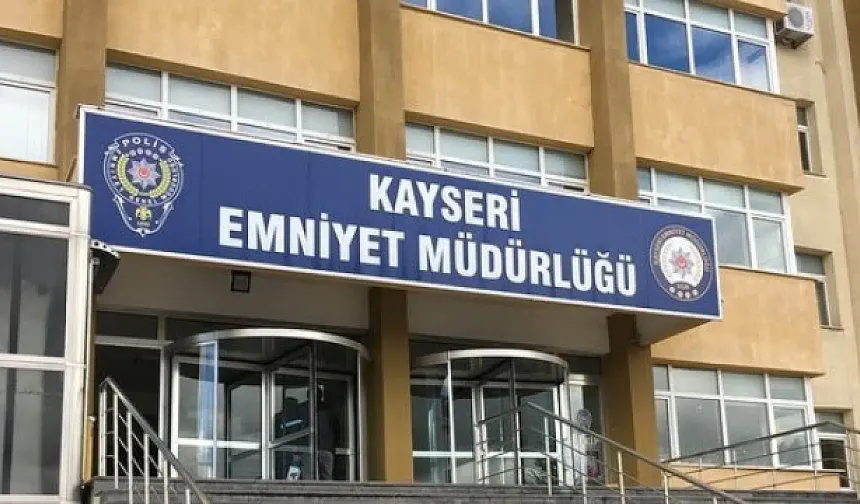 KAYSERİ
EMNİYET MÜDÜRLÜĞÜ
POLİS